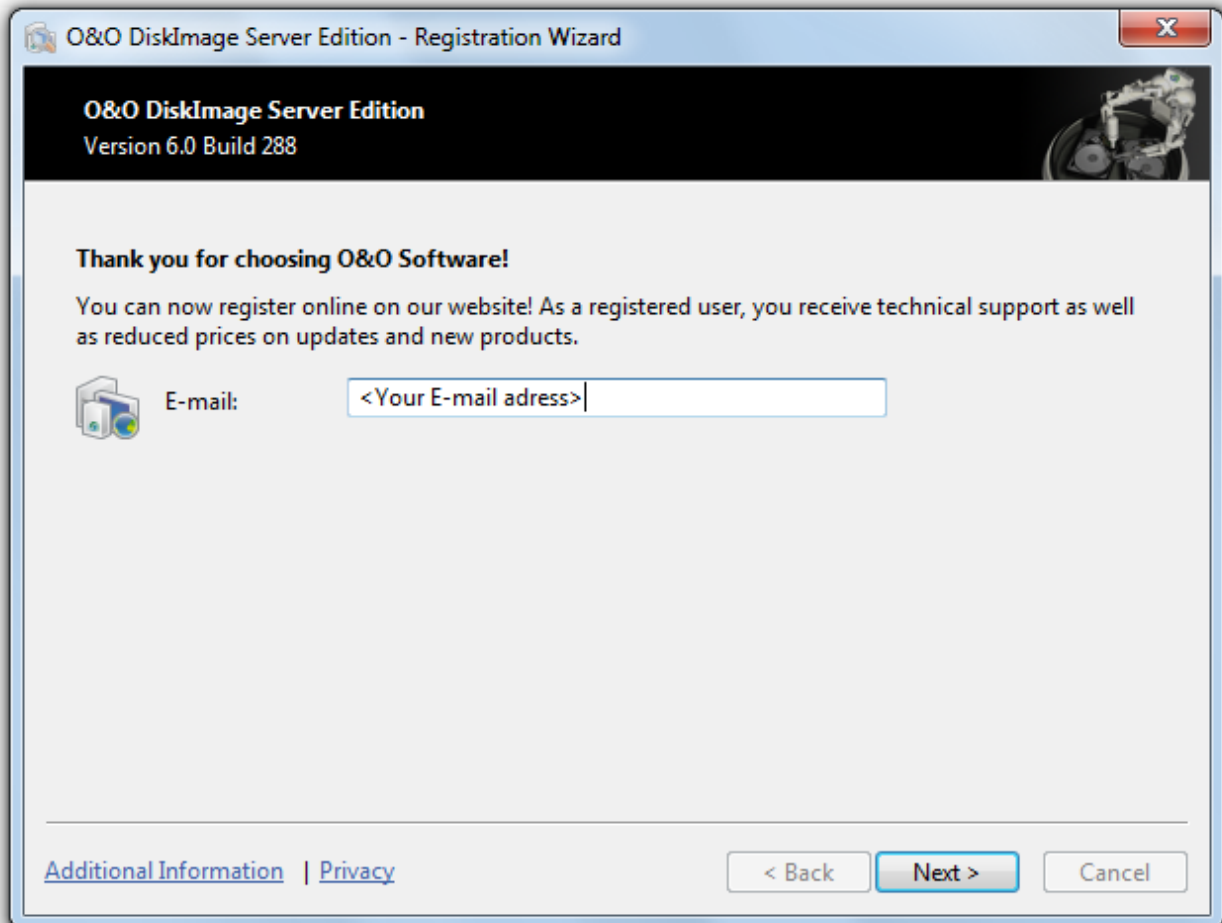 O&O DiskImage Server Edition - Registration Wizard
O&O DiskImage Server Edition
Version 6.0 Build 288
Thank you for choosing O&O Software!
You can now register online on our website! As a registered user, you receive technical support as well
as reduced prices on updates and new products.
E-mail: <Your E-mail adress>
Additional Information | Privacy < Back Next > Cancel